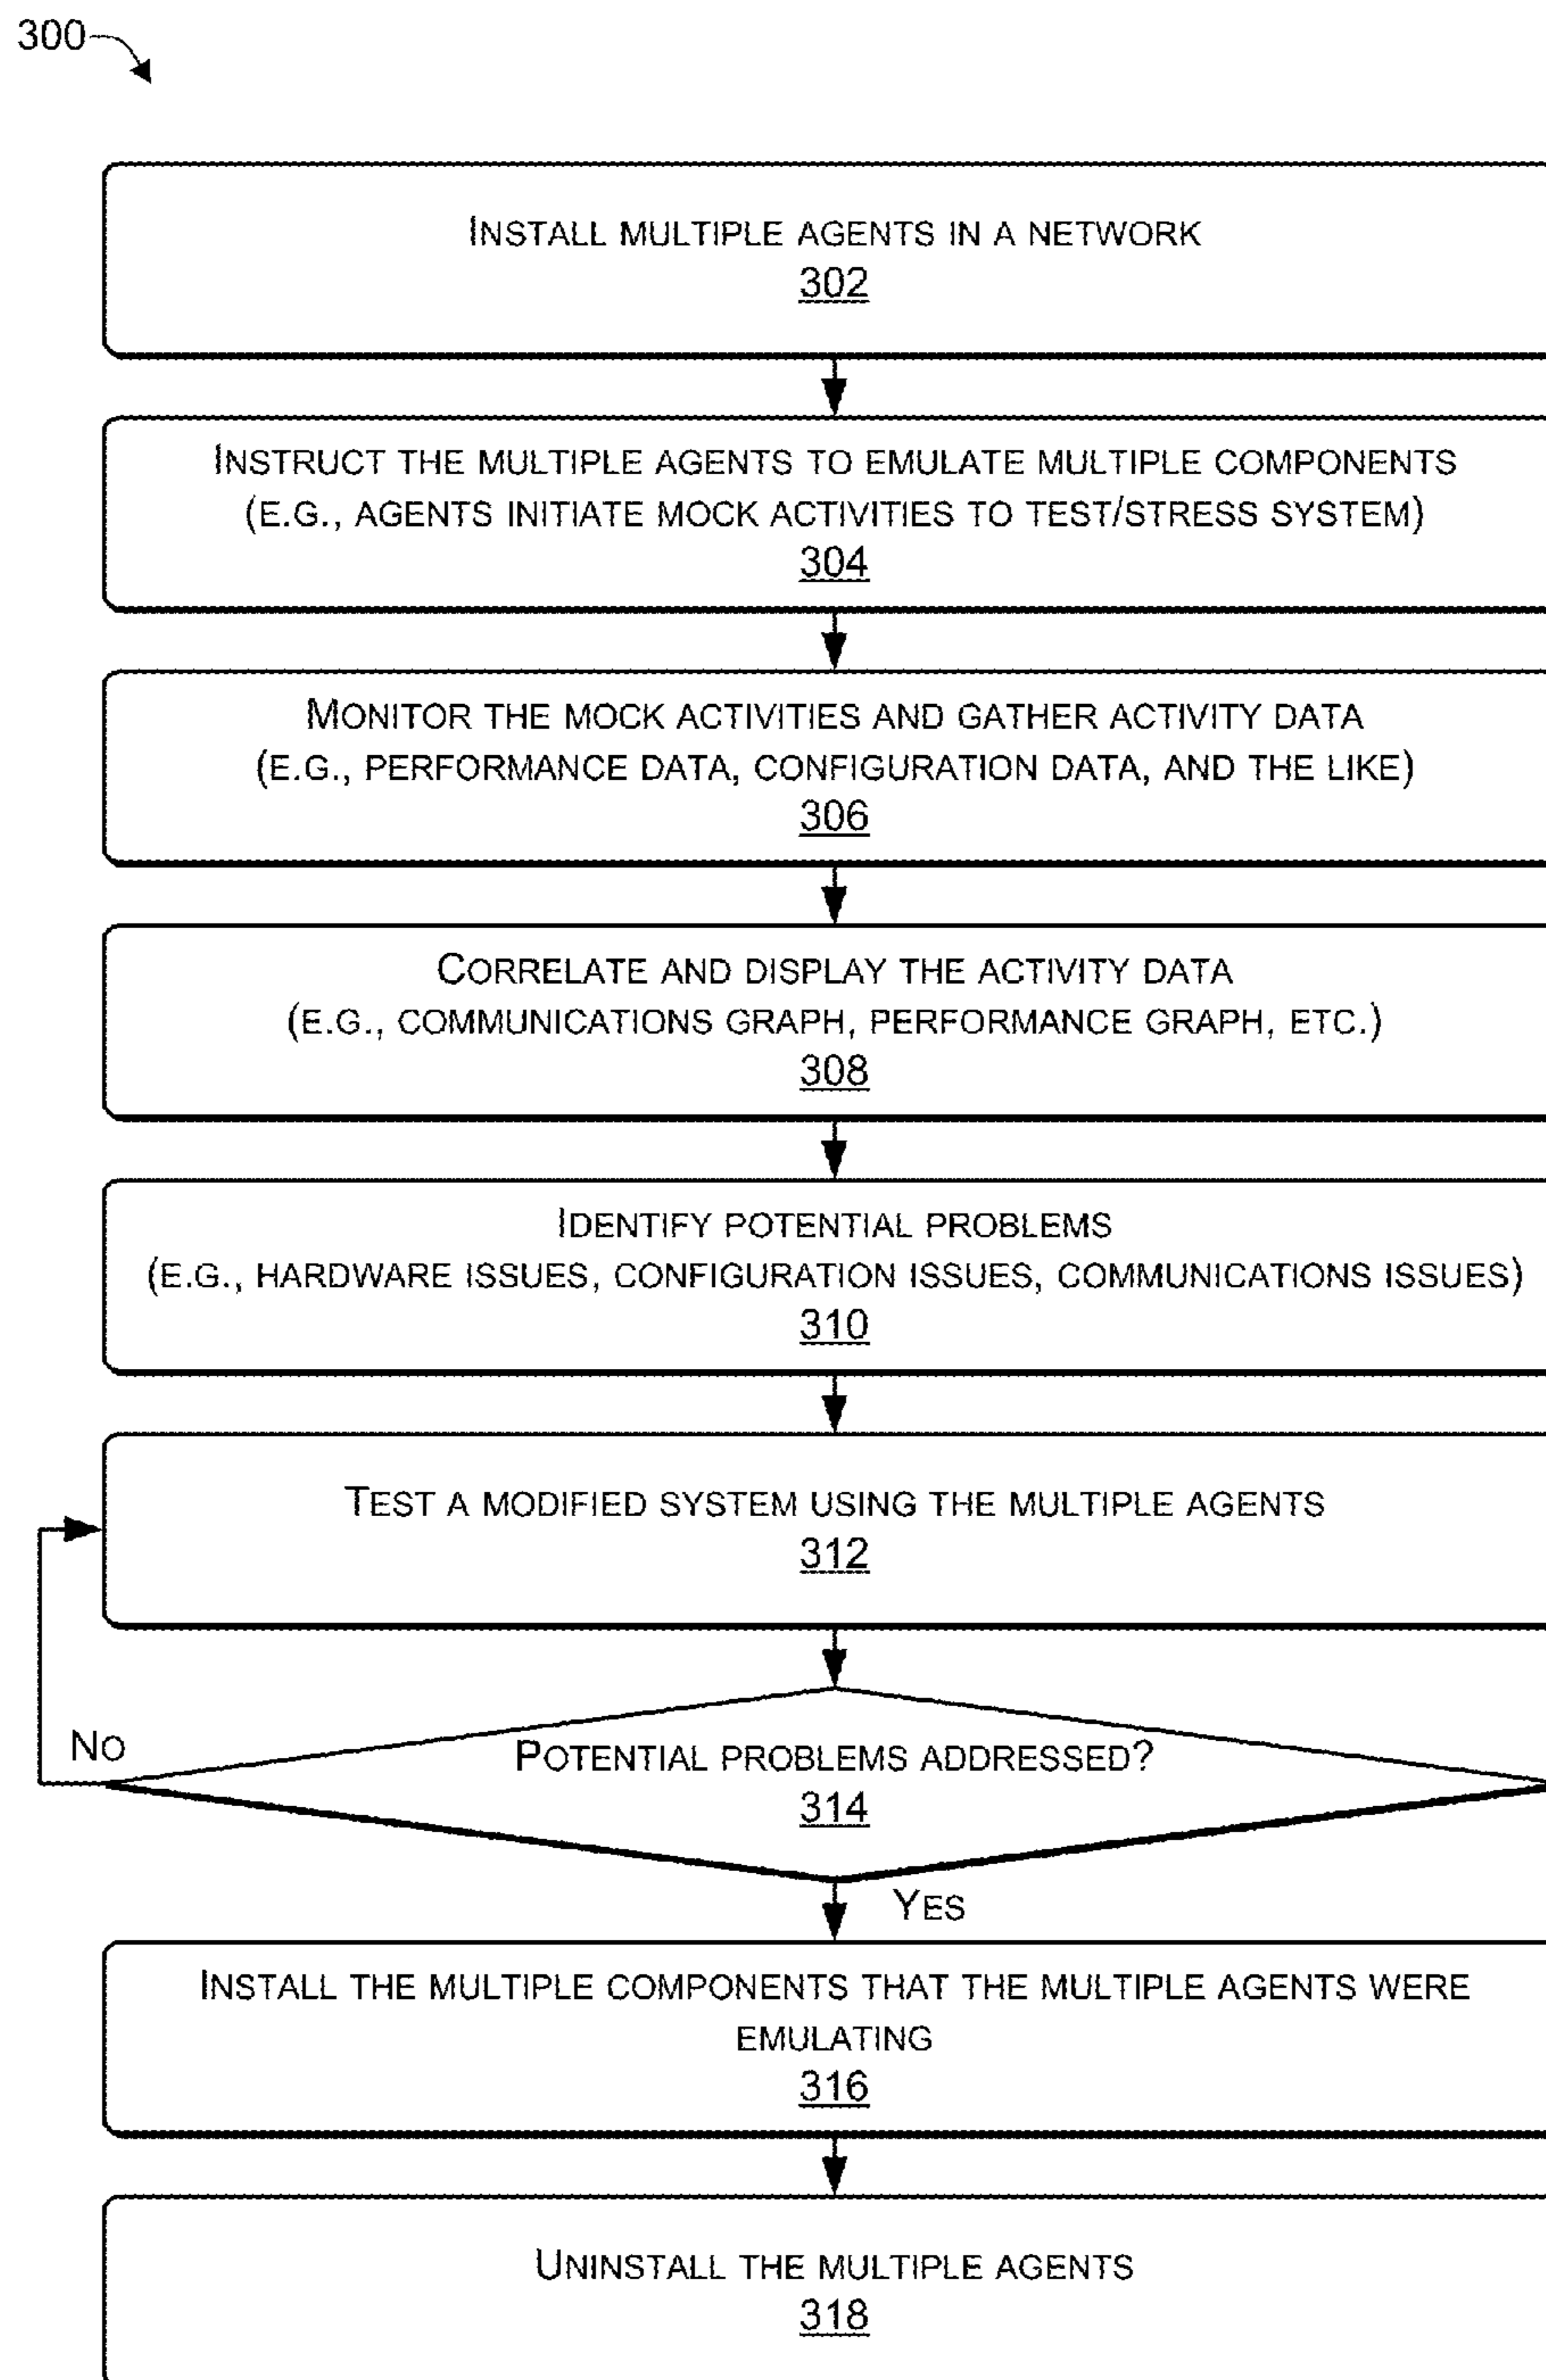 300
INSTALL MULTIPLE AGENTS IN A NETWORK
302
INSTRUCT THE MULTIPLE AGENTS TO EMULATE MULTIPLE COMPONENTS
(E.G., AGENTS INITIATE MOCK ACTIVITIES TO TEST/STRESS SYSTEM)
304
MONITOR THE MOCK ACTIVITIES AND GATHER ACTIVITY DATA
(E.G., PERFORMANCE DATA, CONFIGURATION DATA, AND THE LIKE)
306
CORRELATE AND DISPLAY THE ACTIVITY DATA
(E.G., COMMUNICATIONS GRAPH, PERFORMANCE GRAPH, ETC.)
308
IDENTIFY POTENTIAL PROBLEMS
(E.G., HARDWARE ISSUES, CONFIGURATION ISSUES, COMMUNICATIONS ISSUES)
310
TEST A MODIFIED SYSTEM USING THE MULTIPLE AGENTS
312
NO
POTENTIAL PROBLEMS ADDRESSED?
314
YES
INSTALL THE MULTIPLE COMPONENTS THAT THE MULTIPLE AGENTS WERE
EMULATING
316
UNINSTALL THE MULTIPLE AGENTS
318